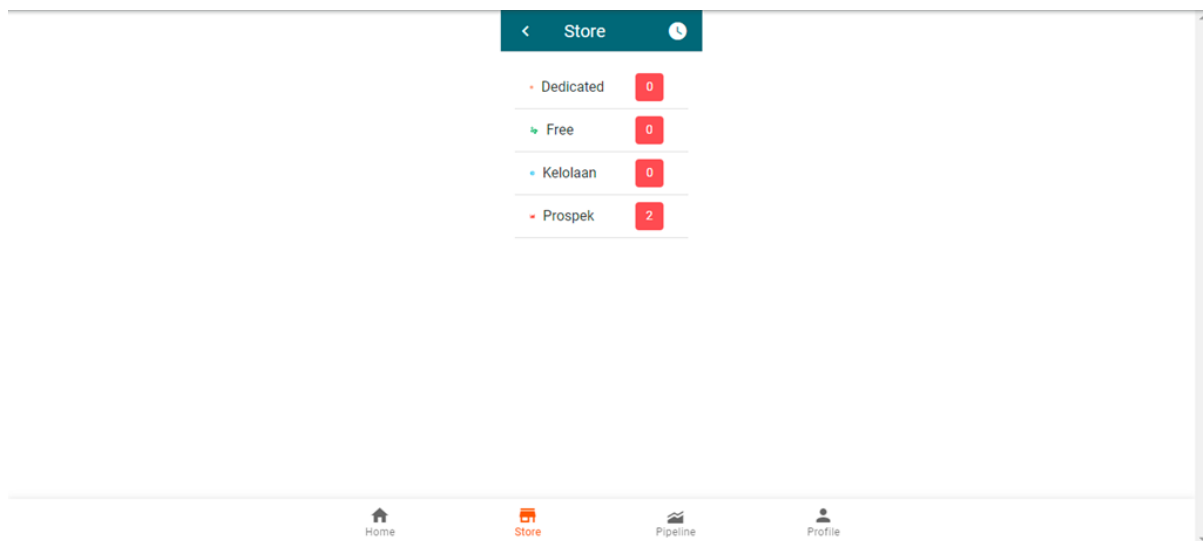 Store
Dedicated 0
Free 0
Kelolaan 0
Prospek 2
Home Store Pipeline Profile